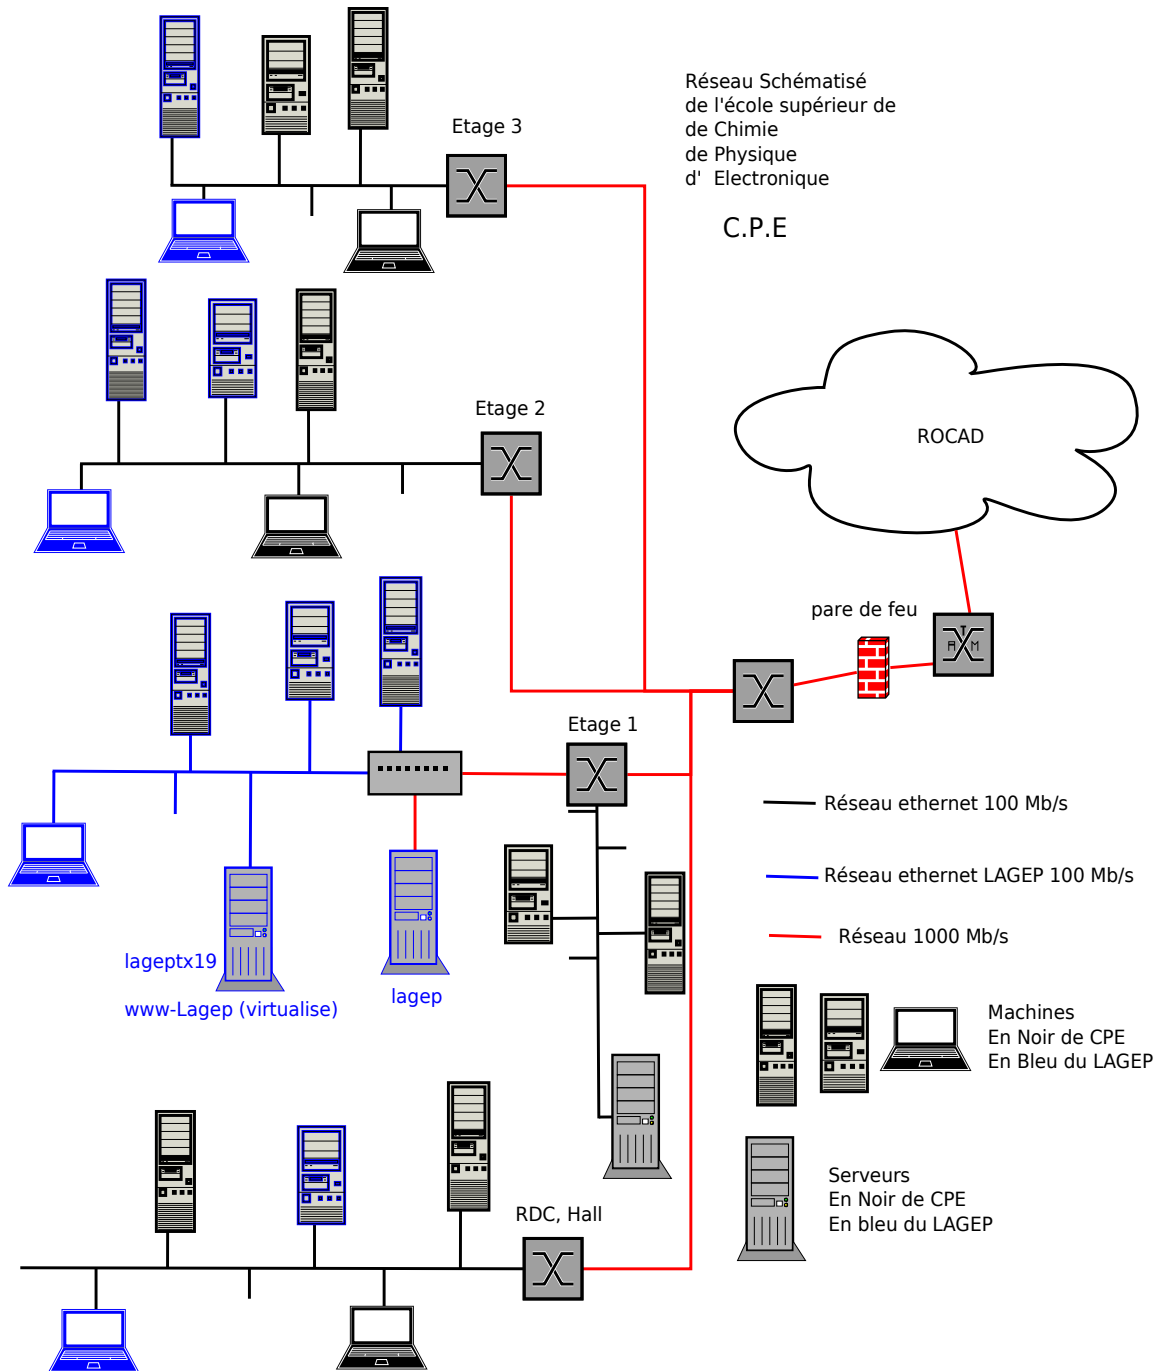 Réseau Schématisé
de l'école supérieur de
de Chimie
de Physique
d' Electronique
C.P.E
Etage 3
Etage 2
ROCAD
pare de feu
A T M
Etage 1
Réseau ethernet 100 Mb/s
Réseau ethernet LAGEP 100 Mb/s
Réseau 1000 Mb/s
lageptx19
www-Lagep (virtualise)
lagep
Machines
En Noir de CPE
En Bleu du LAGEP
Serveurs
En Noir de CPE
En bleu du LAGEP
RDC, Hall